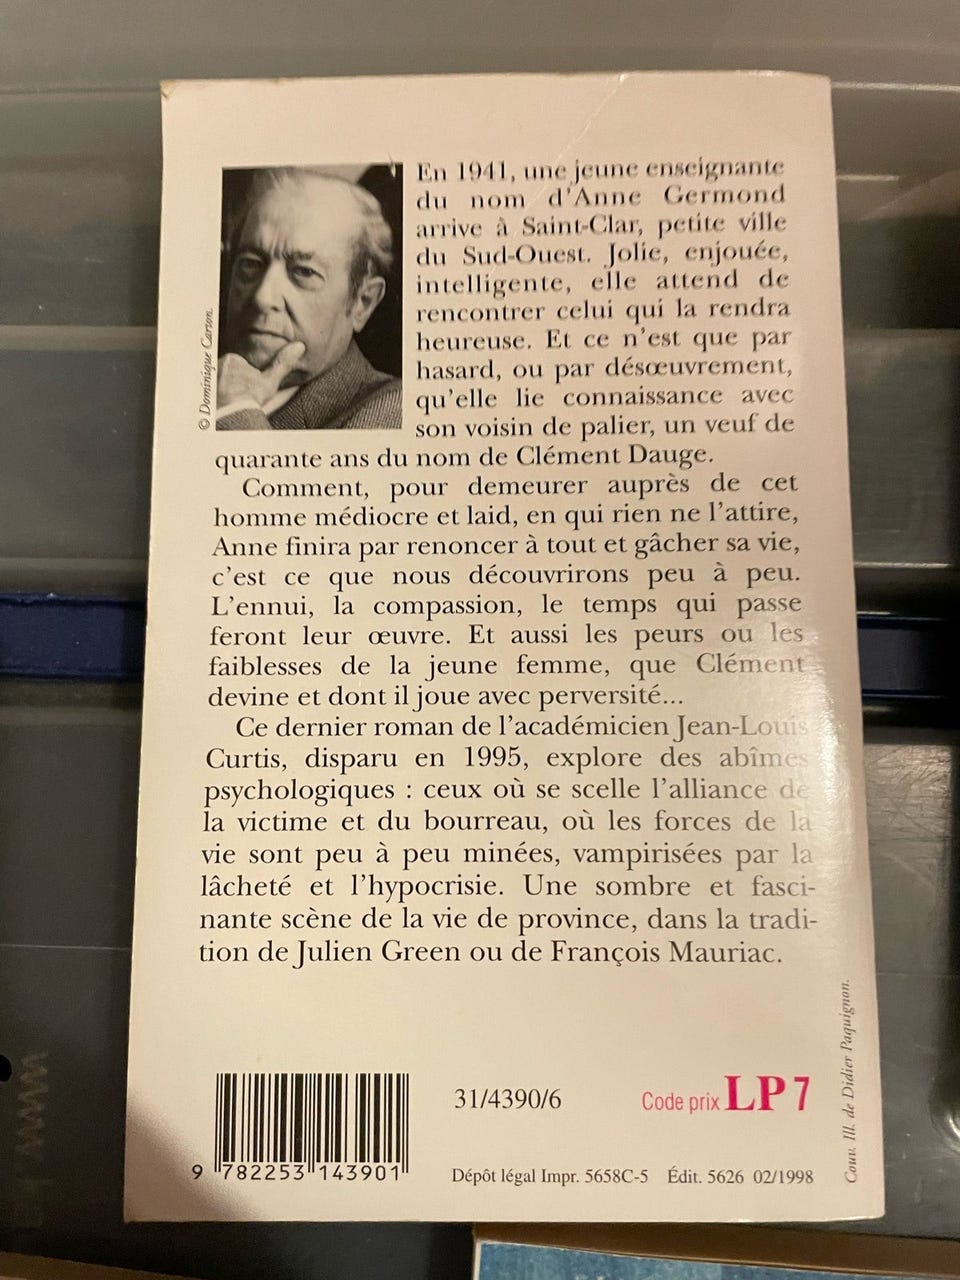 En 1941, une jeune enseignante
du nom d'Anne Germond
arrive à Saint-Clar, petite ville
du Sud-Ouest. Jolie, enjouée,
intelligente, elle attend de
rencontrer celui qui la rendra
heureuse. Et ce n'est que par
hasard, ou par désœuvrement,
qu'elle lie connaissance avec
son voisin de palier, un veuf de
quarante ans du nom de Clément Dauge.
Comment, pour demeurer auprès de cet
homme médiocre et laid, en qui rien ne l'attire,
Anne finira par renoncer à tout et gâcher sa vie,
c'est ce que nous découvrirons peu à peu.
L'ennui, la compassion, le temps qui passe
feront leur œuvre. Et aussi les peurs ou les
faiblesses de la jeune femme, que Clément
devine et dont il joue avec perversité...
Ce dernier roman de l'académicien Jean-Louis
Curtis, disparu en 1995, explore des abîmes
psychologiques : ceux où se scelle l'alliance de
la victime et du bourreau, où les forces de la
vie sont peu à peu minées, vampirisées par la
lâcheté et l'hypocrisie. Une sombre et fasci-
nante scène de la vie de province, dans la tradi-
tion de Julien Green ou de François Mauriac.
© Dominique Carton.
Couv. Ill. de Didier Paquignon.
31/4390/6
Code prix LP 7
9 782253 143901
Dépôt légal Impr. 5658C-5 Édit. 5626 02/1998